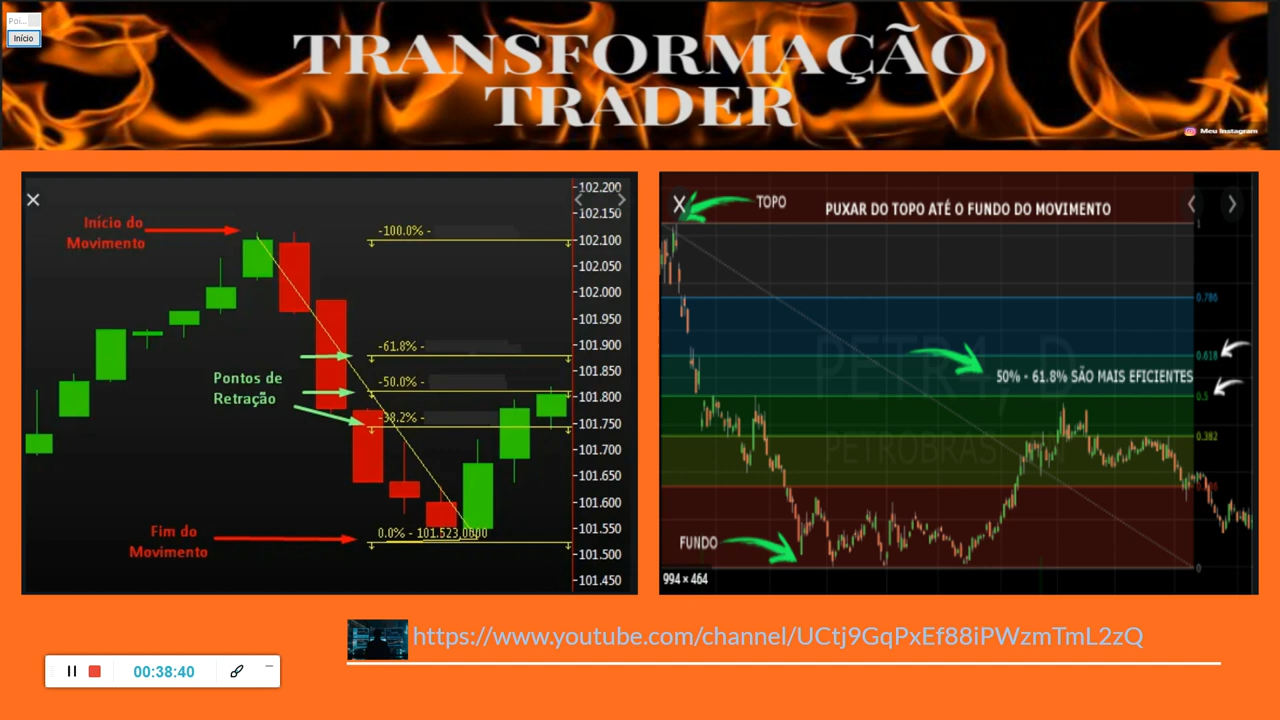 Poi...
Início
TRANSFORMAÇÃO
TRADER
Meu Instagram
Início do
Movimento
-100.0% -
-61.8% -
-50.0% -
-38.2% -
Pontos de
Retração
Fim do
Movimento
0.0% - 101.523,0000
102.200
102.150
102.100
102.050
102.000
101.950
101.900
101.850
101.800
101.750
101.700
101.650
101.600
101.550
101.500
101.450
TOPO
PUXAR DO TOPO ATÉ O FUNDO DO MOVIMENTO
1
0.786
PETR4, D
0.618
50% - 61.8% SÃO MAIS EFICIENTES
0.5
0.382
PETROBRAS
FUNDO
0
994 × 464
https://www.youtube.com/channel/UCtj9GqPxEf88iPWzmTmL2zQ
00:38:40